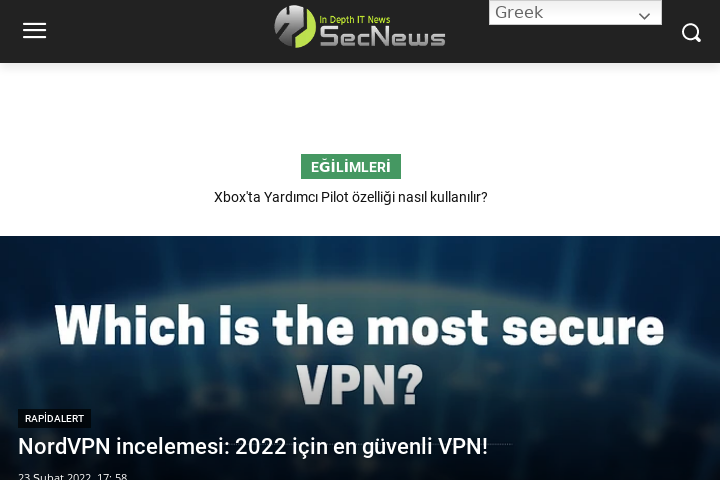 In Depth IT News
SecNews
Greek
EĞİLİMLERİ
Xbox'ta Yardımcı Pilot özelliği nasıl kullanılır?
Which is the most secure
VPN?
RAPİDALERT
NordVPN incelemesi: 2022 için en güvenli VPN!
23 Şubat 2022, 17: 58